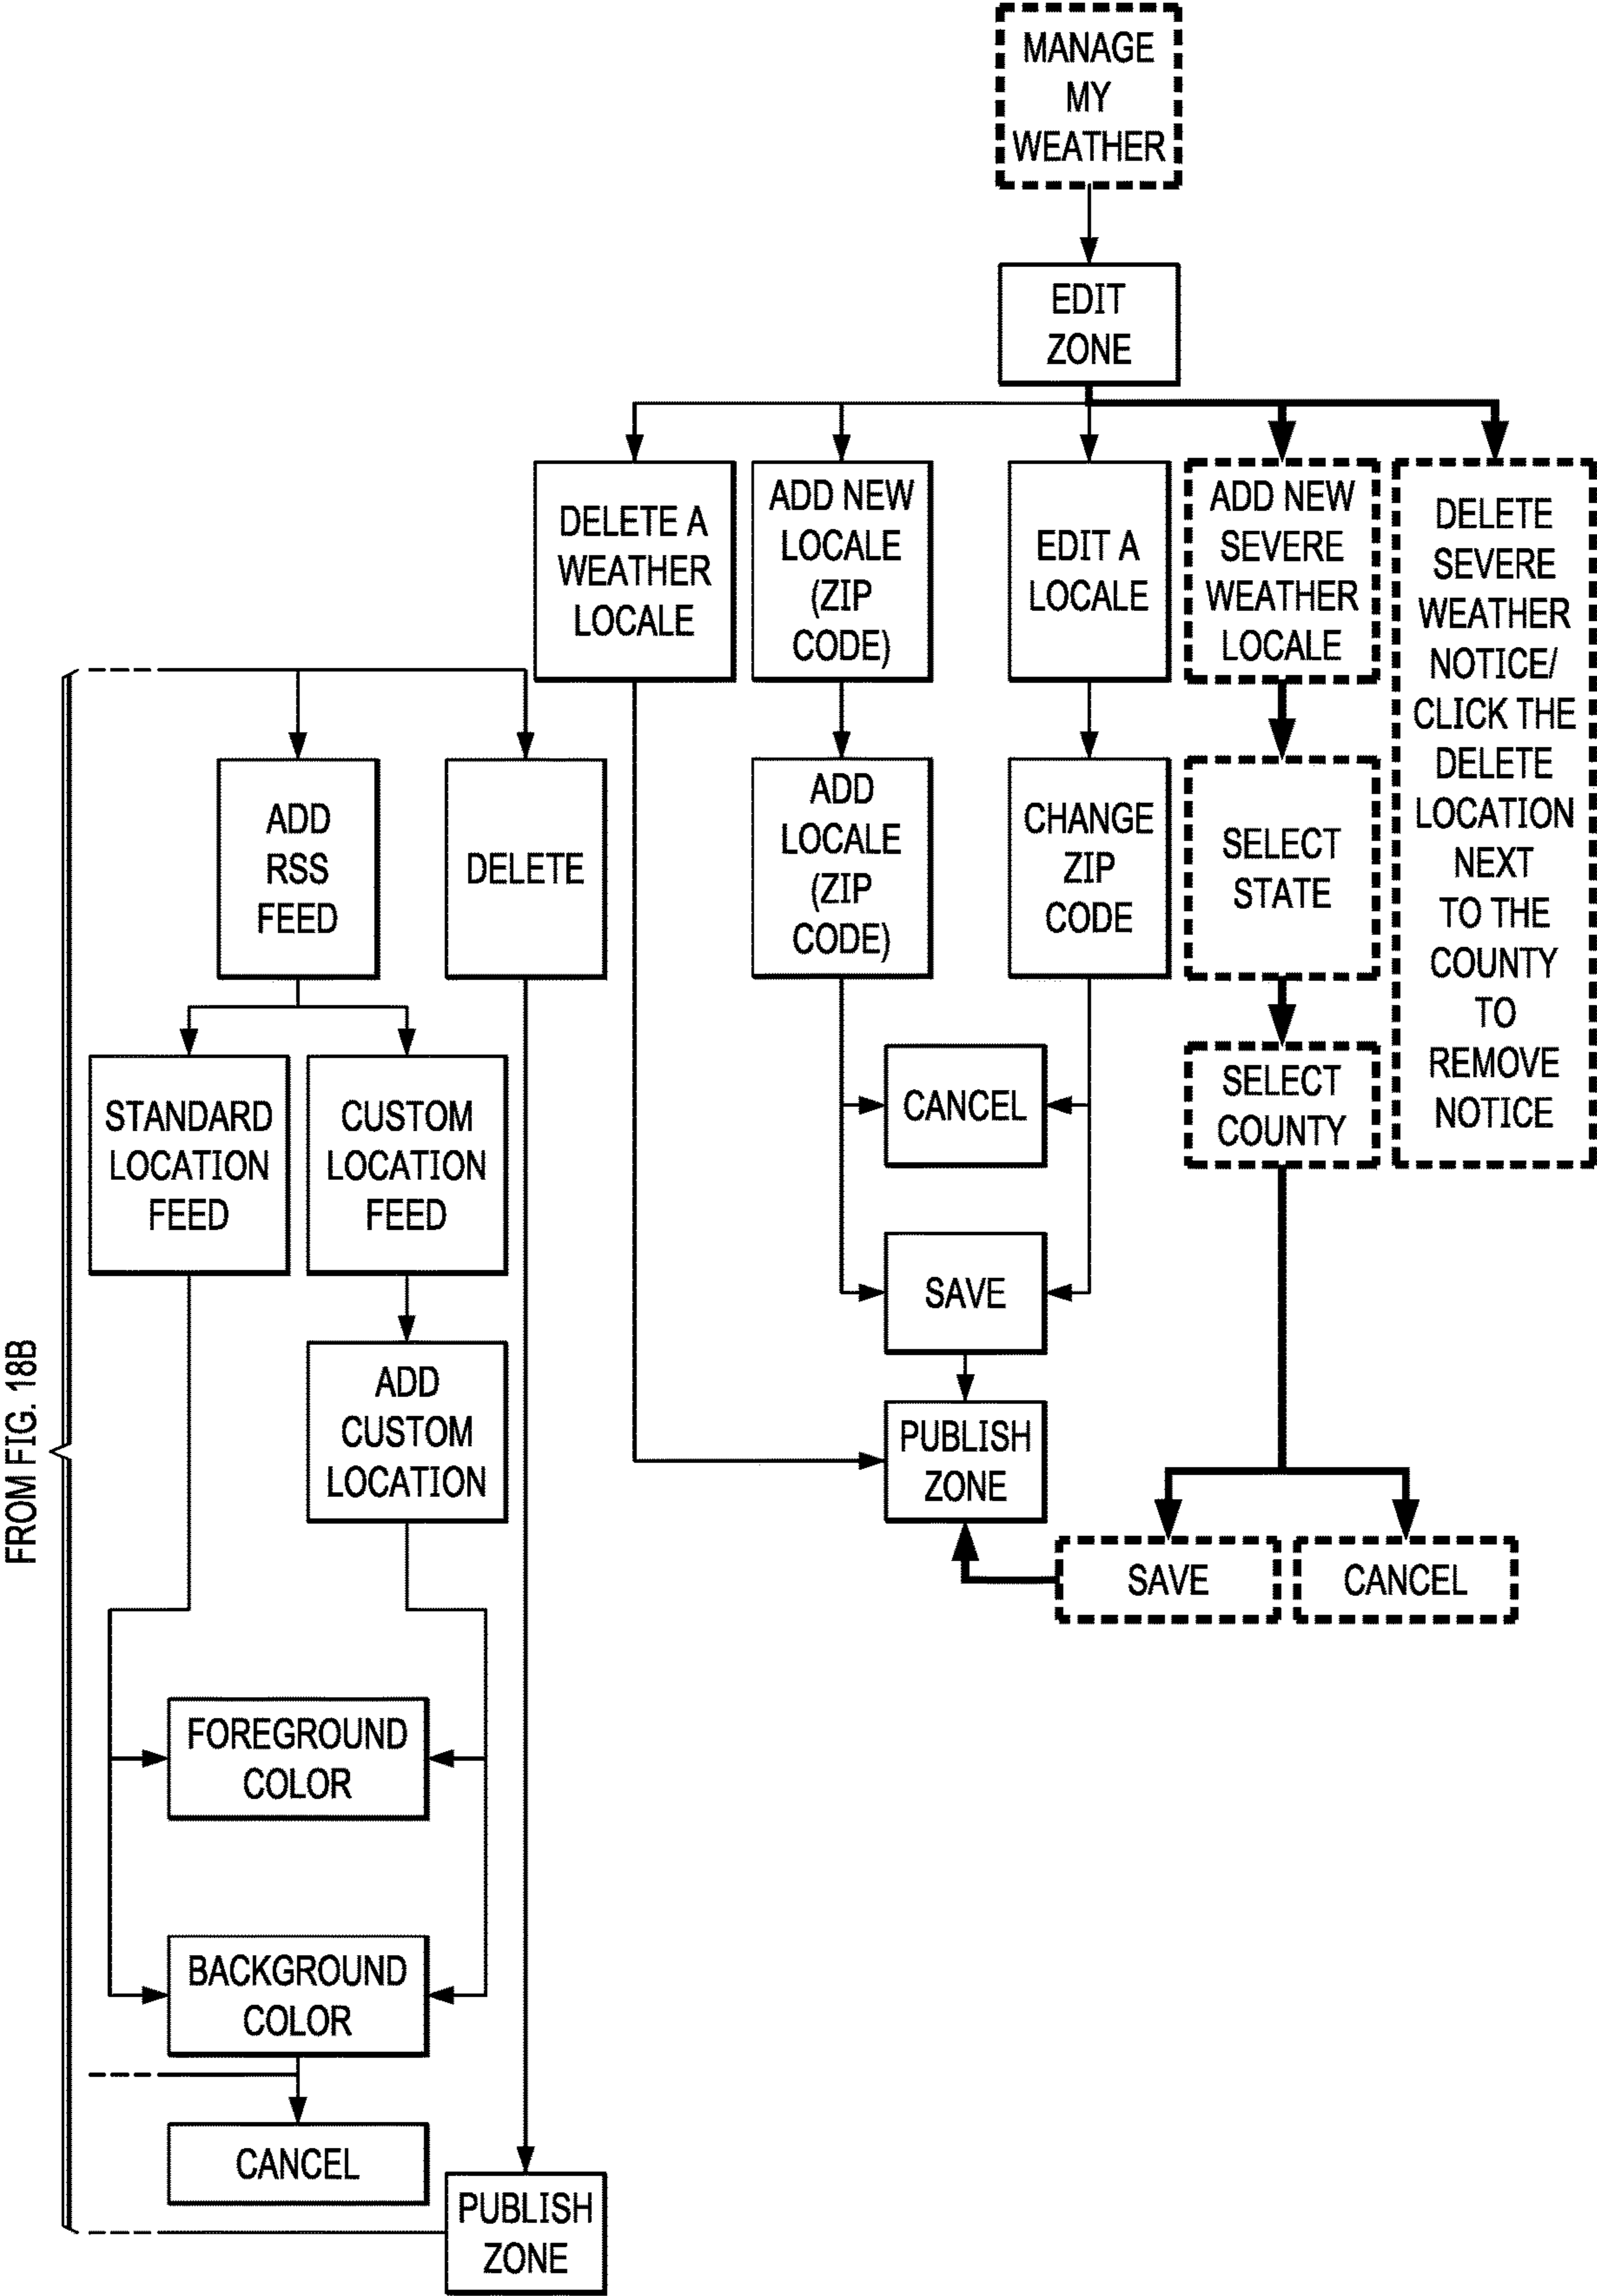 MANAGE
MY
WEATHER
EDIT
ZONE
DELETE A
WEATHER
LOCALE
ADD NEW
LOCALE
(ZIP
CODE)
EDIT A
LOCALE
ADD NEW
SEVERE
WEATHER
LOCALE
DELETE
SEVERE
WEATHER
NOTICE/
CLICK THE
DELETE
LOCATION
NEXT
TO THE
COUNTY
TO
REMOVE
NOTICE
ADD
RSS
FEED
DELETE
ADD
LOCALE
(ZIP
CODE)
CHANGE
ZIP
CODE
SELECT
STATE
STANDARD
LOCATION
FEED
CUSTOM
LOCATION
FEED
CANCEL
SELECT
COUNTY
SAVE
FROM FIG. 18B
ADD
CUSTOM
LOCATION
PUBLISH
ZONE
SAVE
CANCEL
FOREGROUND
COLOR
BACKGROUND
COLOR
CANCEL
PUBLISH
ZONE